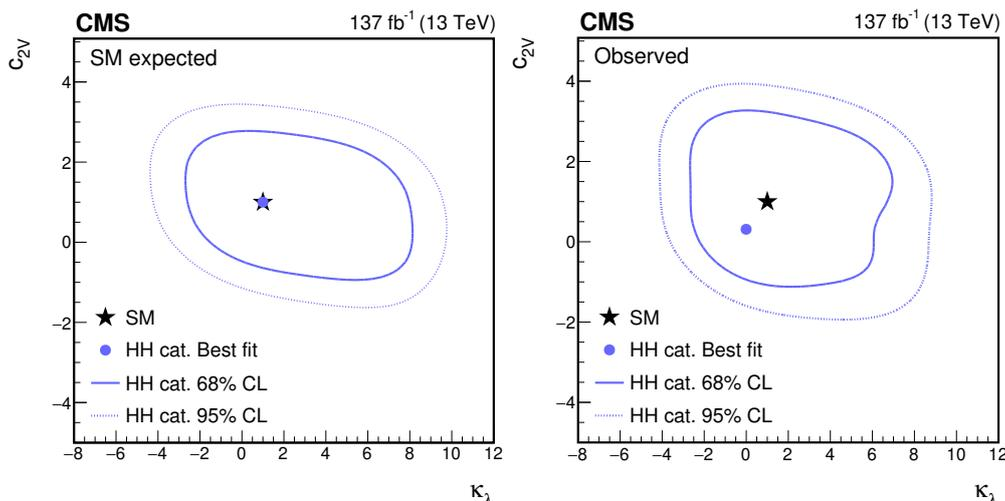 CMS 137 fb⁻¹ (13 TeV)
c₂V
SM expected
4
2
0
−2
−4
SM
HH cat. Best fit
HH cat. 68% CL
HH cat. 95% CL
−8 −6 −4 −2 0 2 4 6 8 10 12
κλ
CMS 137 fb⁻¹ (13 TeV)
c₂V
Observed
4
2
0
−2
−4
SM
HH cat. Best fit
HH cat. 68% CL
HH cat. 95% CL
−8 −6 −4 −2 0 2 4 6 8 10 12
κλ